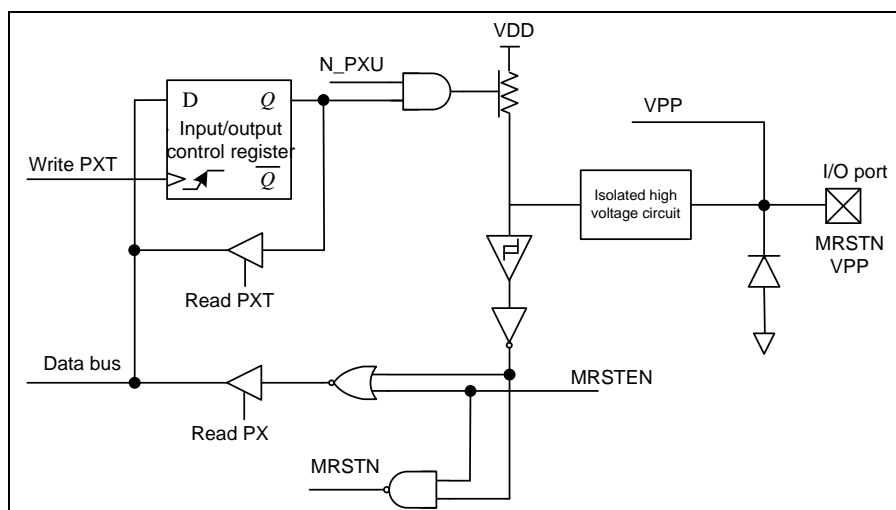 VDD
N_PXU
D
Q
Input/output
control register
Q
Write PXT
VPP
I/O port
Isolated high
voltage circuit
MRSTN
VPP
Read PXT
Data bus
MRSTEN
Read PX
MRSTN